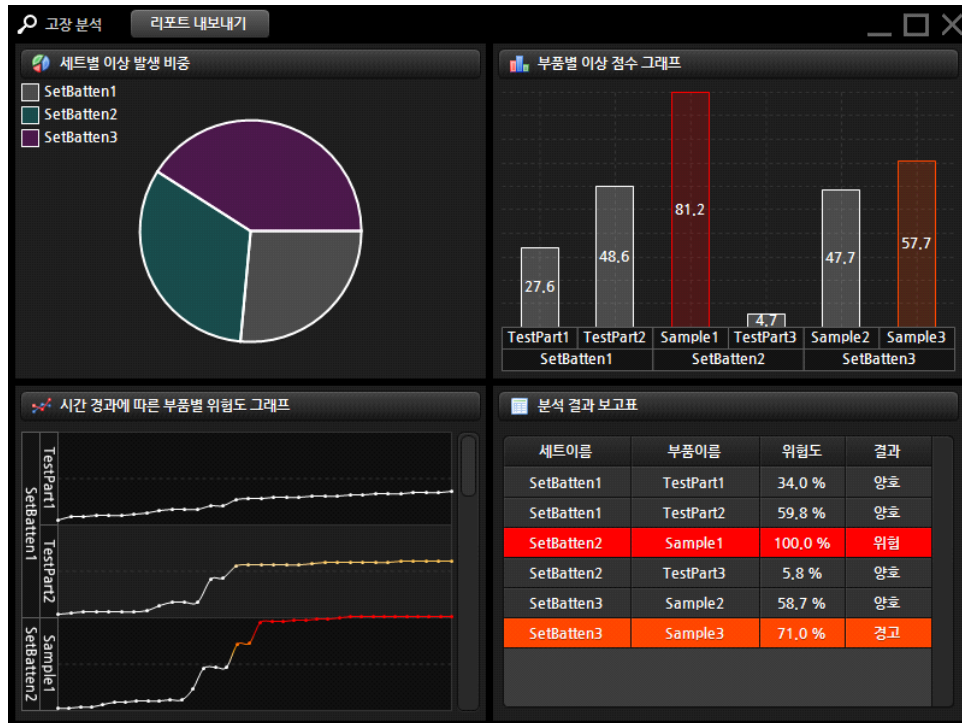 고장 분석
리포트 내보내기
세트별 이상 발생 비중
SetBatten1
SetBatten2
SetBatten3
부품별 이상 점수 그래프
27.6
48.6
81.2
4.7
47.7
57.7
TestPart1 TestPart2 Sample1 TestPart3 Sample2 Sample3
SetBatten1 SetBatten2 SetBatten3
시간 경과에 따른 부품별 위험도 그래프
SetBatten1
TestPart1
TestPart2
SetBatten2
Sample1
분석 결과 보고표
세트이름 부품이름 위험도 결과
SetBatten1 TestPart1 34.0 % 양호
SetBatten1 TestPart2 59.8 % 양호
SetBatten2 Sample1 100.0 % 위험
SetBatten2 TestPart3 5.8 % 양호
SetBatten3 Sample2 58.7 % 양호
SetBatten3 Sample3 71.0 % 경고